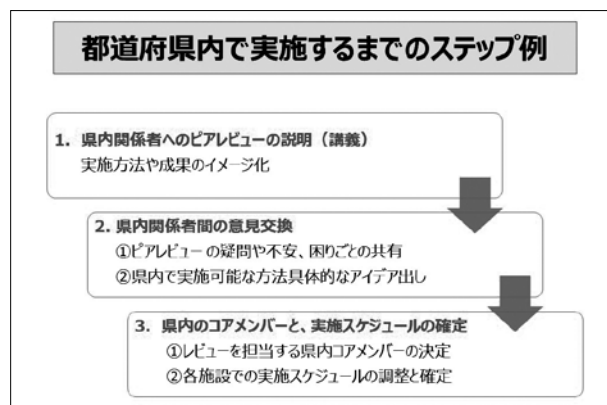 都道府県内で実施するまでのステップ例
1. 県内関係者へのピアレビューの説明（講義）
実施方法や成果のイメージ化
2. 県内関係者間の意見交換
①ピアレビューの疑問や不安、困りごとの共有
②県内で実施可能な方法具体的なアイデア出し
3. 県内のコアメンバーと、実施スケジュールの確定
①レビューを担当する県内コアメンバーの決定
②各施設での実施スケジュールの調整と確定